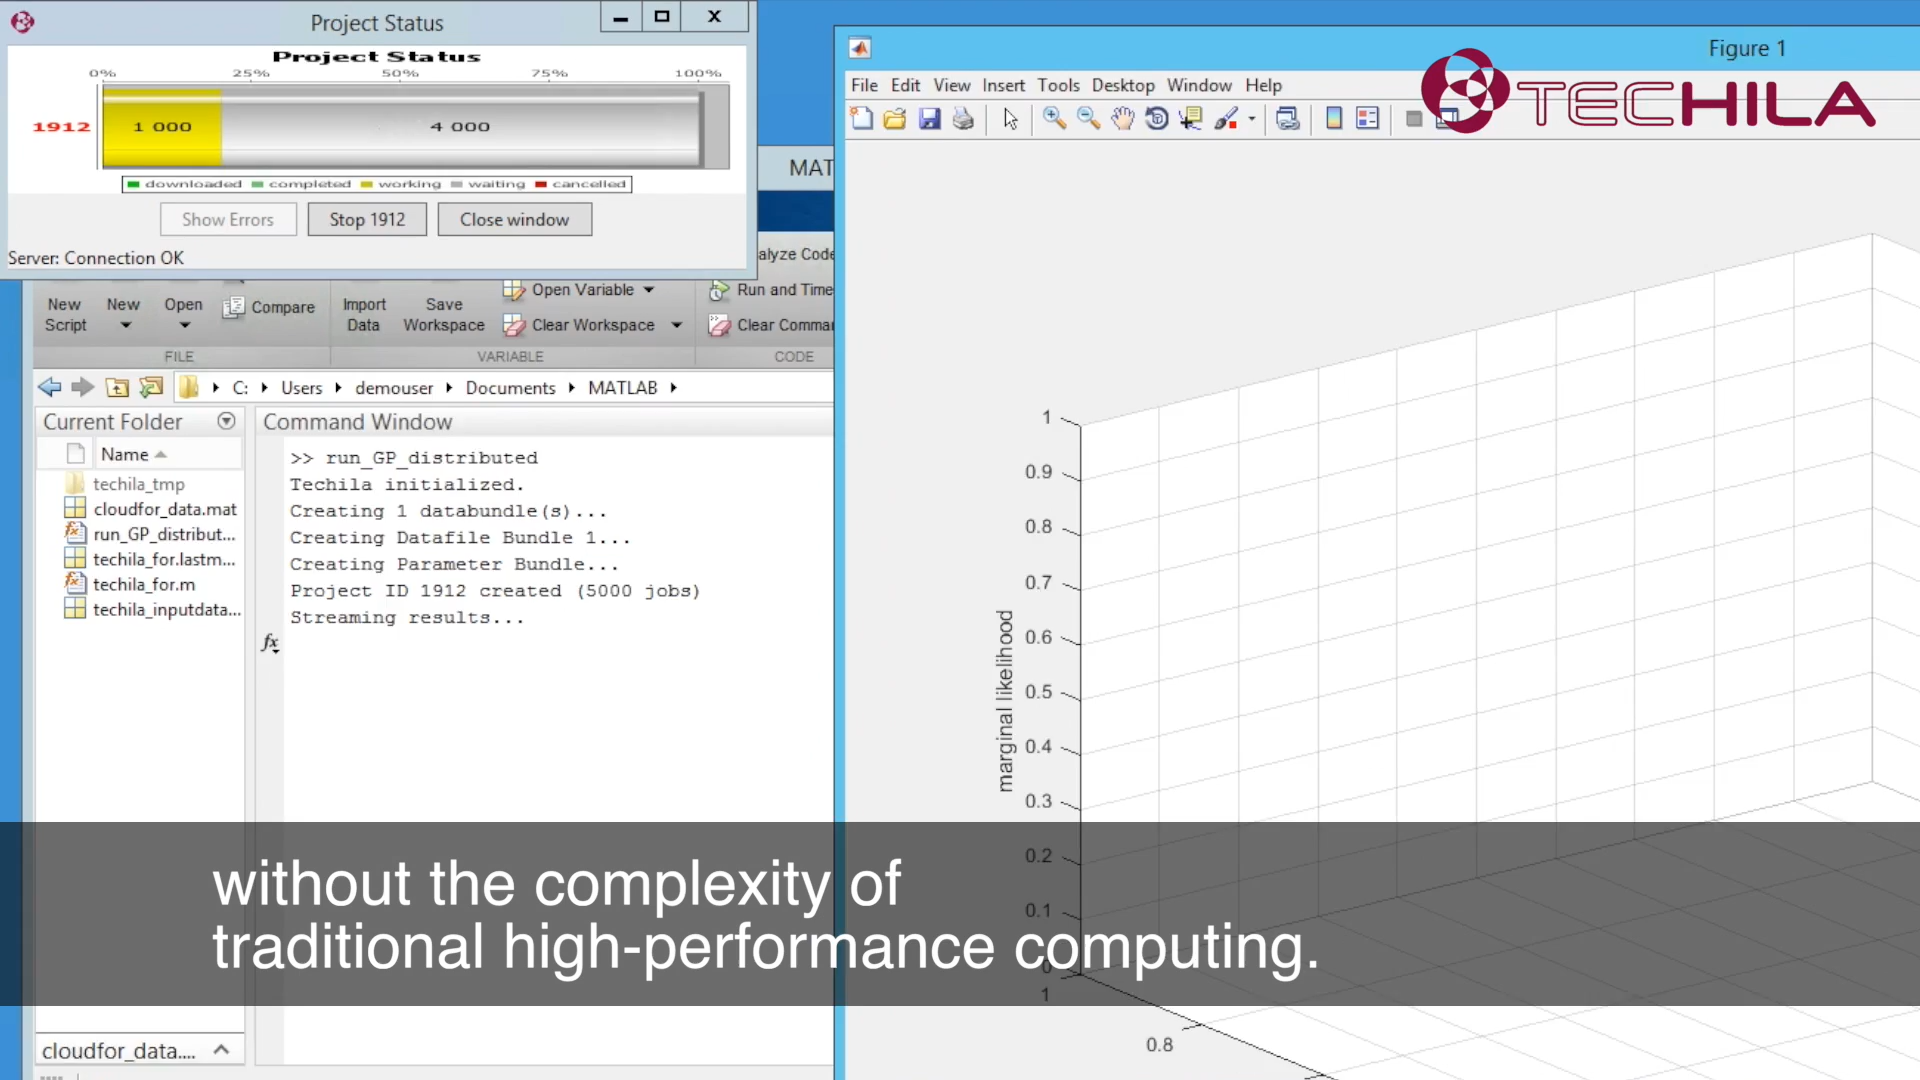 Project Status
Project Status
0% 25% 50% 75% 100%
1912 1 000 4 000
downloaded completed working waiting cancelled
Show Errors Stop 1912 Close window
Server: Connection OK
Figure 1
File Edit View Insert Tools Desktop Window Help
TECHILA
MAT
alyze Code
New Script
New
Open
Compare
Import Data
Save Workspace
Open Variable
Clear Workspace
Run and Time
Clear Comma
FILE VARIABLE CODE
C: Users demouser Documents MATLAB
Current Folder
Name
techila_tmp
cloudfor_data.mat
run_GP_distribut...
techila_for.lastm...
techila_for.m
techila_inputdata...
cloudfor_data....
Command Window
>> run_GP_distributed
Techila initialized.
Creating 1 databundle(s)...
Creating Datafile Bundle 1...
Creating Parameter Bundle...
Project ID 1912 created (5000 jobs)
Streaming results...
fx
marginal likelihood
1
0.9
0.8
0.7
0.6
0.5
0.4
0.3
0.2
0.1
0
1
0.8
without the complexity of
traditional high-performance computing.